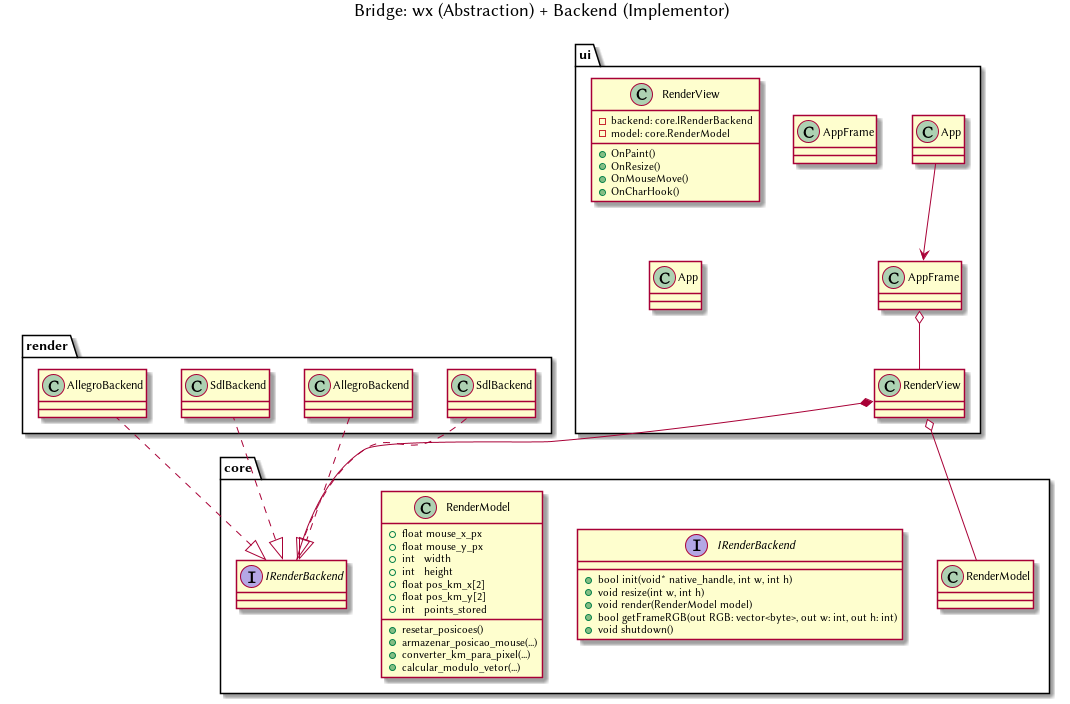 Bridge: wx (Abstraction) + Backend (Implementor)
ui
C RenderView
backend: core.IRenderBackend
model: core.RenderModel
OnPaint()
OnResize()
OnMouseMove()
OnCharHook()
C AppFrame
C App
C App
C AppFrame
C RenderView
render
C AllegroBackend
C SdlBackend
C AllegroBackend
C SdlBackend
core
I IRenderBackend
C RenderModel
float mouse_x_px
float mouse_y_px
int width
int height
float pos_km_x[2]
float pos_km_y[2]
int points_stored
resetar_posicoes()
armazenar_posicao_mouse(...)
converter_km_para_pixel(...)
calcular_modulo_vetor(...)
I IRenderBackend
bool init(void* native_handle, int w, int h)
void resize(int w, int h)
void render(RenderModel model)
bool getFrameRGB(out RGB: vector<byte>, out w: int, out h: int)
void shutdown()
C RenderModel